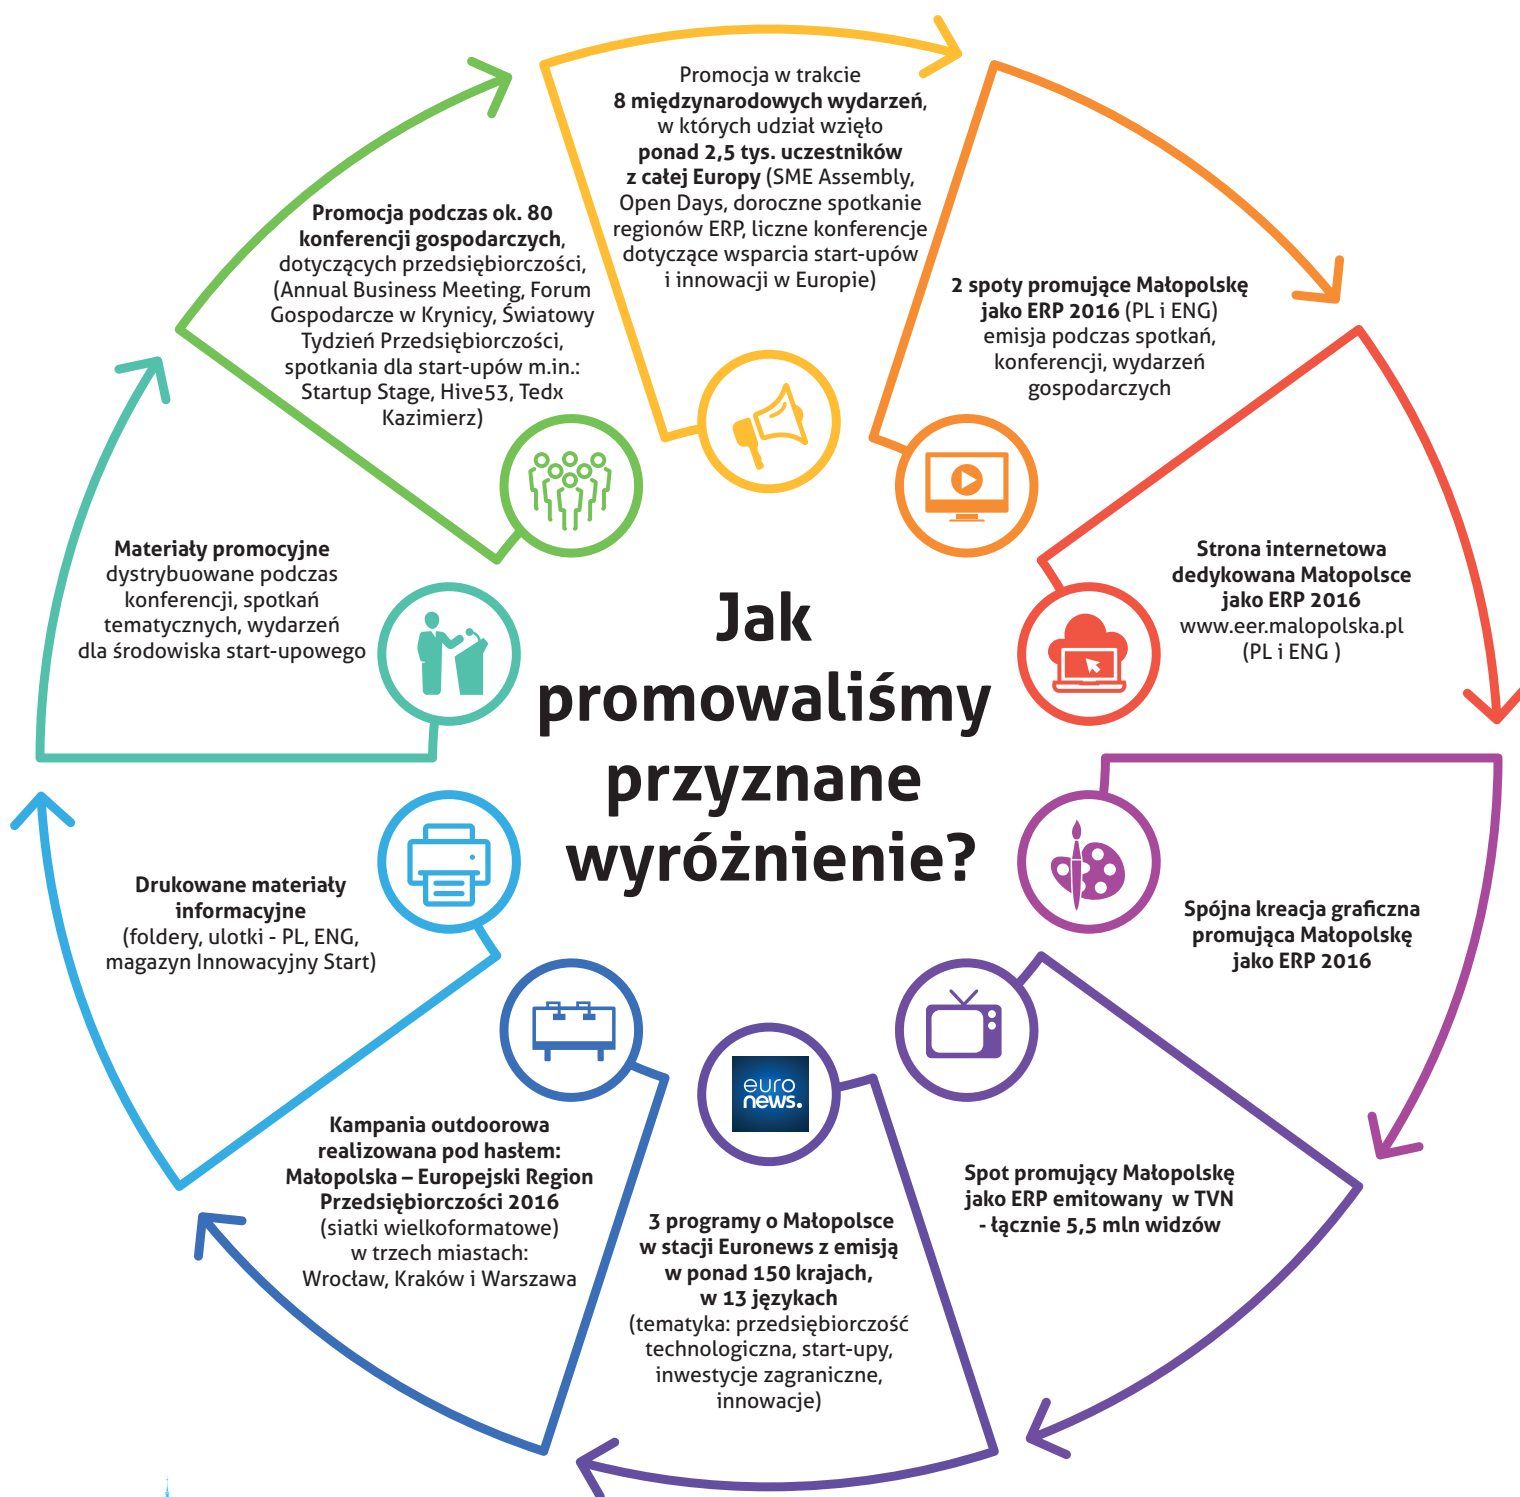 Jak
promowaliśmy
przyznane
wyróżnienie?
Promocja w trakcie
8 międzynarodowych wydarzeń,
w których udział wzięło
ponad 2,5 tys. uczestników
z całej Europy (SME Assembly,
Open Days, doroczne spotkanie
regionów ERP, liczne konferencje
dotyczące wsparcia start-upów
i innowacji w Europie)
2 spoty promujące Małopolskę
jako ERP 2016 (PL i ENG)
emisja podczas spotkań,
konferencji, wydarzeń
gospodarczych
Strona internetowa
dedykowana Małopolsce
jako ERP 2016
www.eer.malopolska.pl
(PL i ENG )
Spójna kreacja graficzna
promująca Małopolskę
jako ERP 2016
Spot promujący Małopolskę
jako ERP emitowany w TVN
- łącznie 5,5 mln widzów
euro
news.
3 programy o Małopolsce
w stacji Euronews z emisją
w ponad 150 krajach,
w 13 językach
(tematyka: przedsiębiorczość
technologiczna, start-upy,
inwestycje zagraniczne,
innowacje)
Kampania outdoorowa
realizowana pod hasłem:
Małopolska – Europejski Region
Przedsiębiorczości 2016
(siatki wielkoformatowe)
w trzech miastach:
Wrocław, Kraków i Warszawa
Drukowane materiały
informacyjne
(foldery, ulotki - PL, ENG,
magazyn Innowacyjny Start)
Materiały promocyjne
dystrybuowane podczas
konferencji, spotkań
tematycznych, wydarzeń
dla środowiska start-upowego
Promocja podczas ok. 80
konferencji gospodarczych,
dotyczących przedsiębiorczości,
(Annual Business Meeting, Forum
Gospodarcze w Krynicy, Światowy
Tydzień Przedsiębiorczości,
spotkania dla start-upów m.in.:
Startup Stage, Hive53, Tedx
Kazimierz)